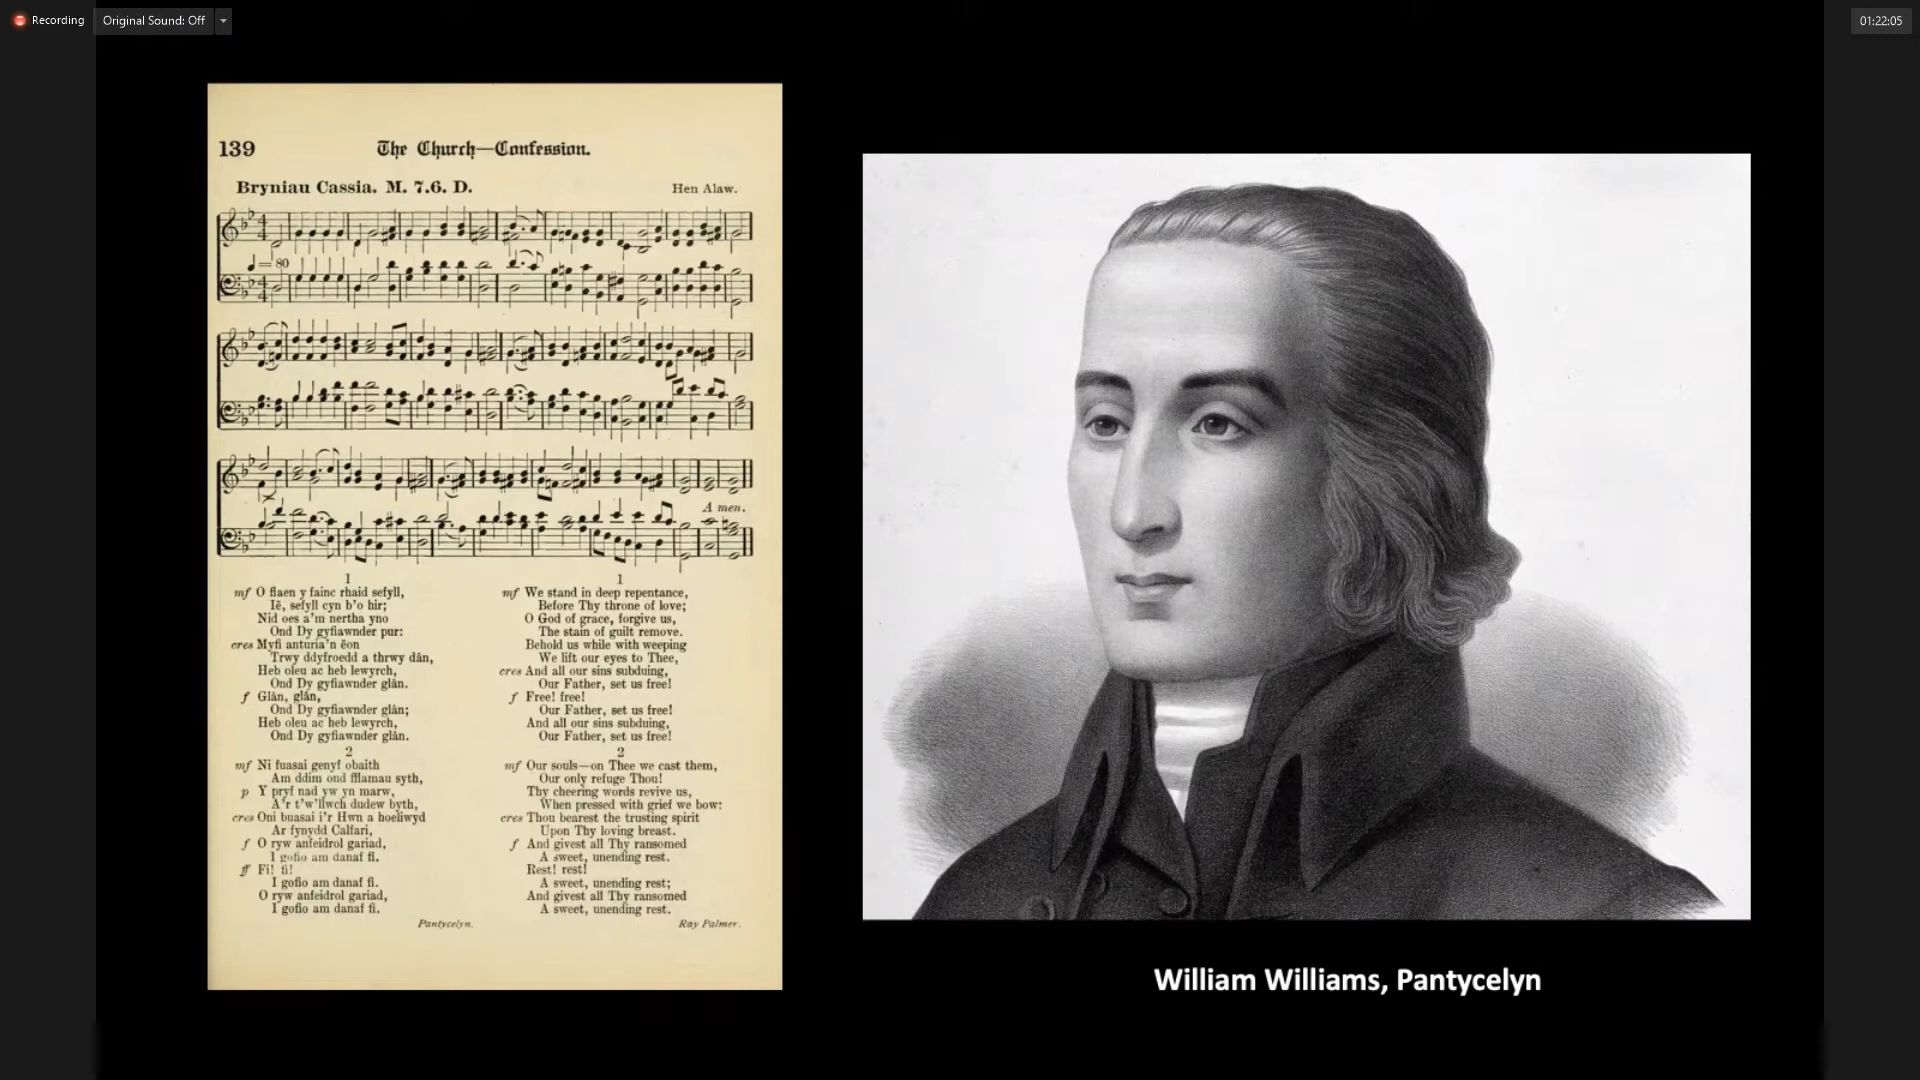 Recording
Original Sound: Off
01:22:05
139
The Church—Confession.
Bryniau Cassia. M. 7.6. D.
Hen Alaw.
= 80
A men.
1
mf O flaen y fainc rhaid sefyll,
Iê, sefyll cyn b'o hir;
Nid oes a'm nertha yno
Ond Dy gyfiawnder pur:
cres Myfi anturia'n ëon
Trwy ddyfroedd a thrwy dân,
Heb oleu ac heb lewyrch,
Ond Dy gyfiawnder glân.
f Glân, glân,
Ond Dy gyfiawnder glân;
Heb oleu ac heb lewyrch,
Ond Dy gyfiawnder glân.
2
mf Ni fuasai genyf obaith
Am ddim ond fflamau syth,
p Y pryf nad yw yn marw,
A'r t'w'llwch dudew byth,
cres Oni buasai i'r Hwn a hoeliwyd
Ar fynydd Calfari,
f O ryw anfeidrol gariad,
I gofio am danaf fi.
ff Fi! fi!
I gofio am danaf fi.
O ryw anfeidrol gariad,
I gofio am danaf fi.
Pantycelyn.
1
mf We stand in deep repentance,
Before Thy throne of love;
O God of grace, forgive us,
The stain of guilt remove.
Behold us while with weeping
We lift our eyes to Thee,
cres And all our sins subduing,
Our Father, set us free!
f Free! free!
Our Father, set us free!
And all our sins subduing,
Our Father, set us free!
2
mf Our souls—on Thee we cast them,
Our only refuge Thou!
Thy cheering words revive us,
When pressed with grief we bow:
cres Thou bearest the trusting spirit
Upon Thy loving breast.
f And givest all Thy ransomed
A sweet, unending rest.
Rest! rest!
A sweet, unending rest;
And givest all Thy ransomed
A sweet, unending rest.
Ray Palmer.
William Williams, Pantycelyn